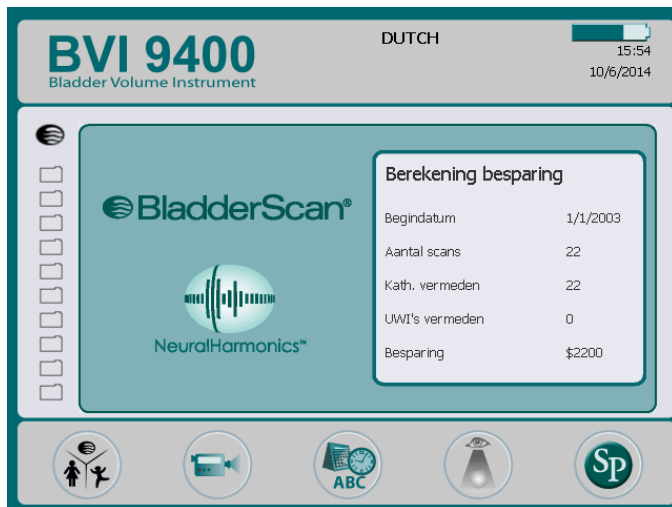 BVI 9400
Bladder Volume Instrument
DUTCH
15:54
10/6/2014
BladderScan®
NeuralHarmonics™
Berekening besparing
Begindatum 1/1/2003
Aantal scans 22
Kath. vermeden 22
UWI's vermeden 0
Besparing $2200
ABC
SP